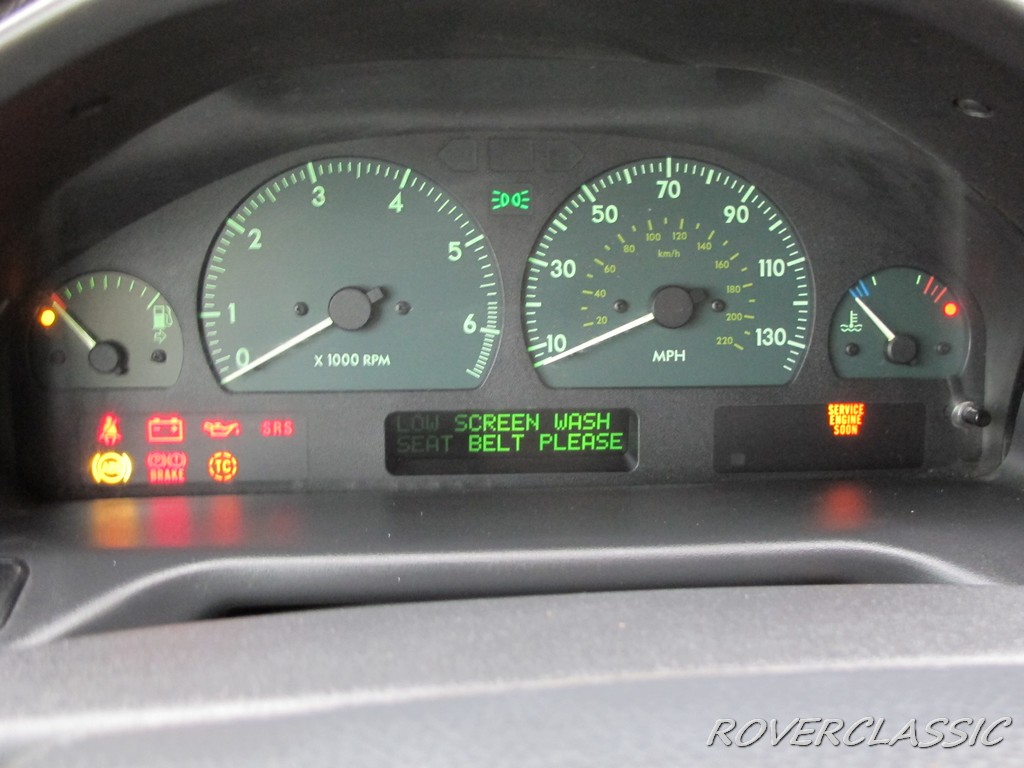 0 1 2 3 4 5 6
X 1000 RPM
10 30 50 70 90 110 130
20 40 60 80 100 120 140 160 180 200 220
km/h
MPH
SRS
ABS
BRAKE
TC
LOW SCREEN WASH
SEAT BELT PLEASE
SERVICE
ENGINE
SOON
ROVERCLASSIC